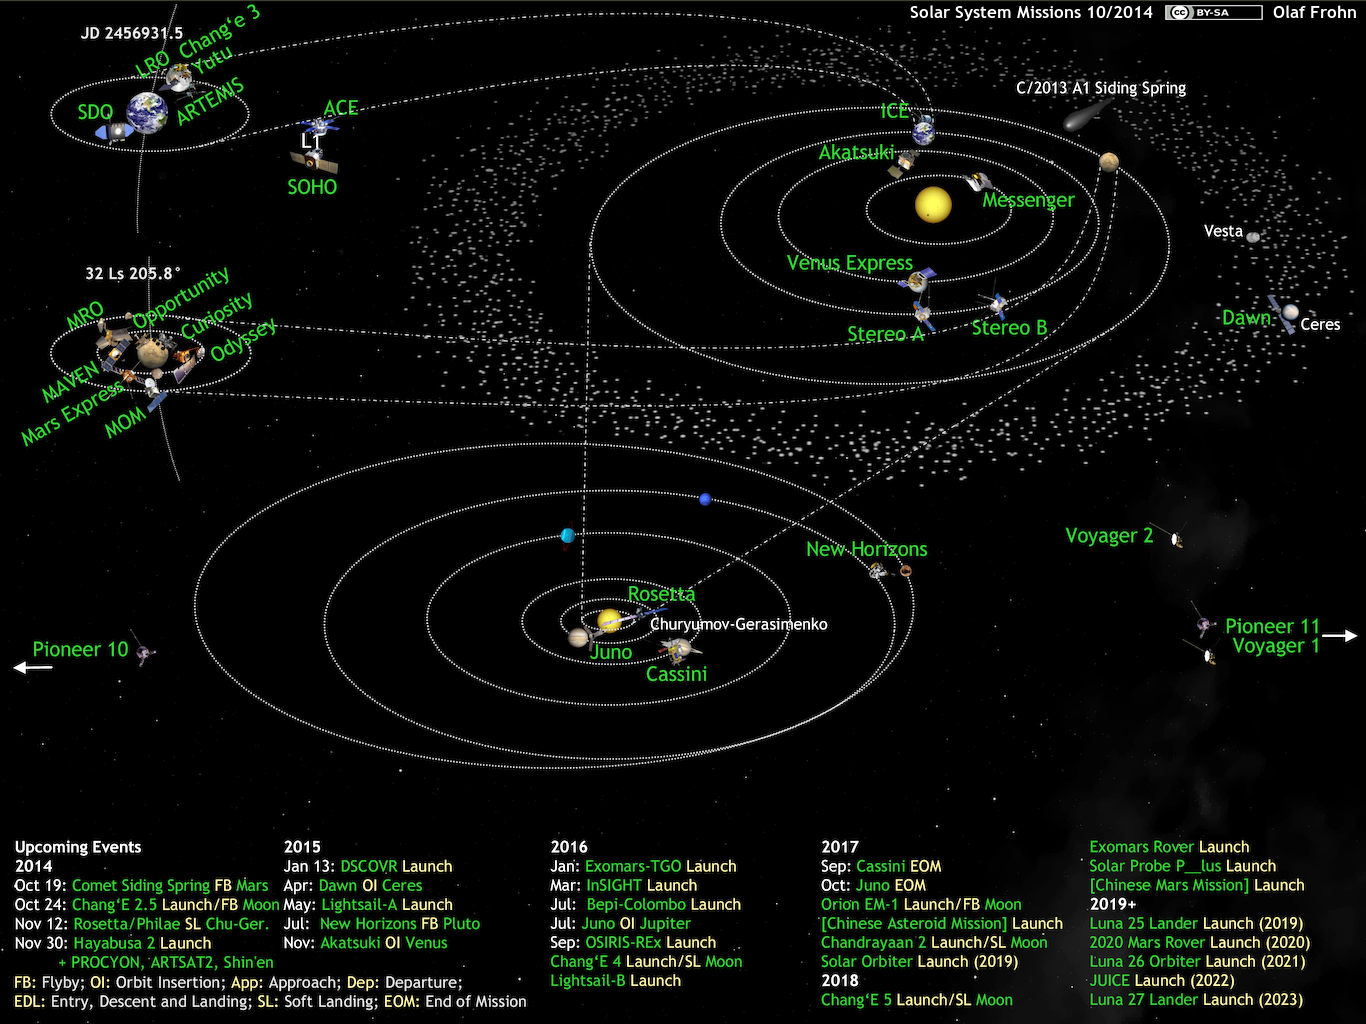 Solar System Missions 10/2014 cc BY-SA Olaf Frohn
JD 2456931.5
LRO Chang'e 3
Yutu
ARTEMIS
SDO
ACE
L1
SOHO
C/2013 A1 Siding Spring
ICE
Akatsuki
Messenger
Vesta
Venus Express
Stereo A
Stereo B
Dawn
Ceres
32 Ls 205.8°
MRO
Opportunity
Curiosity
Odyssey
MAVEN
Mars Express
MOM
Voyager 2
New Horizons
Rosetta
Churyumov-Gerasimenko
Juno
Cassini
Pioneer 10
Pioneer 11
Voyager 1
Upcoming Events
2014
Oct 19: Comet Siding Spring FB Mars
Oct 24: Chang'E 2.5 Launch/FB Moon
Nov 12: Rosetta/Philae SL Chu-Ger.
Nov 30: Hayabusa 2 Launch
+ PROCYON, ARTSAT2, Shin'en
2015
Jan 13: DSCOVR Launch
Apr: Dawn OI Ceres
May: Lightsail-A Launch
Jul: New Horizons FB Pluto
Nov: Akatsuki OI Venus
FB: Flyby; OI: Orbit Insertion; App: Approach; Dep: Departure;
EDL: Entry, Descent and Landing; SL: Soft Landing; EOM: End of Mission
2016
Jan: Exomars-TGO Launch
Mar: InSIGHT Launch
Jul: Bepi-Colombo Launch
Jul: Juno OI Jupiter
Sep: OSIRIS-REx Launch
Chang'E 4 Launch/SL Moon
Lightsail-B Launch
2017
Sep: Cassini EOM
Oct: Juno EOM
Orion EM-1 Launch/FB Moon
[Chinese Asteroid Mission] Launch
Chandrayaan 2 Launch/SL Moon
Solar Orbiter Launch (2019)
2018
Chang'E 5 Launch/SL Moon
Exomars Rover Launch
Solar Probe P__lus Launch
[Chinese Mars Mission] Launch
2019+
Luna 25 Lander Launch (2019)
2020 Mars Rover Launch (2020)
Luna 26 Orbiter Launch (2021)
JUICE Launch (2022)
Luna 27 Lander Launch (2023)